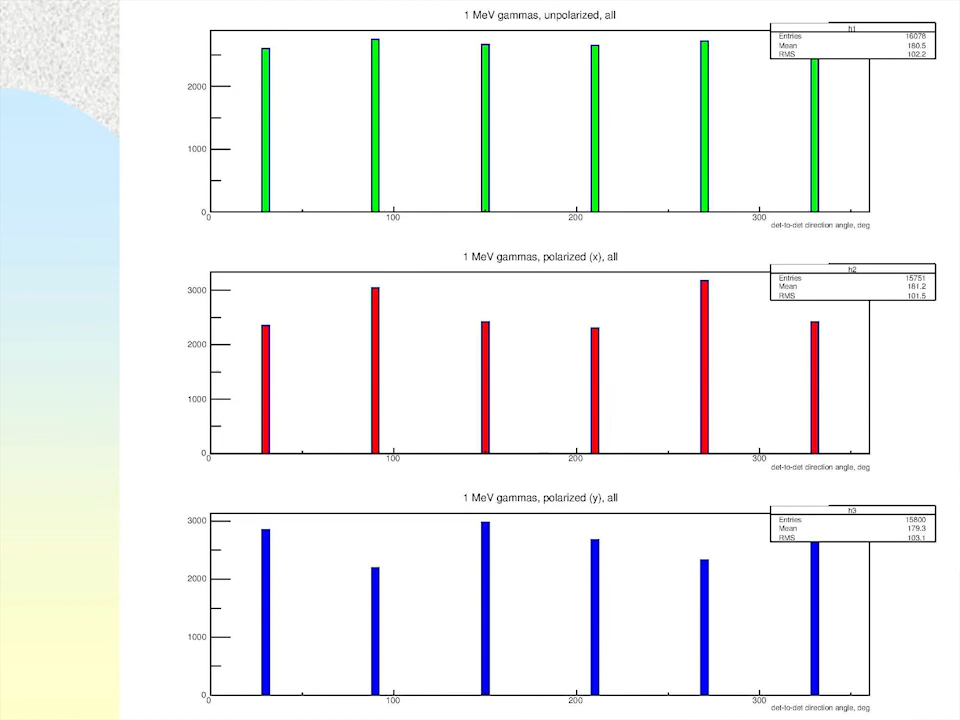 1 MeV gammas, unpolarized, all
h1
Entries 16078
Mean 180.5
RMS 102.2
2000
1000
0
0 100 200 300
det-to-det direction angle, deg
1 MeV gammas, polarized (x), all
h2
Entries 15751
Mean 181.2
RMS 101.5
3000
2000
1000
0
0 100 200 300
det-to-det direction angle, deg
1 MeV gammas, polarized (y), all
h3
Entries 15800
Mean 179.3
RMS 103.1
3000
2000
1000
0
0 100 200 300
det-to-det direction angle, deg